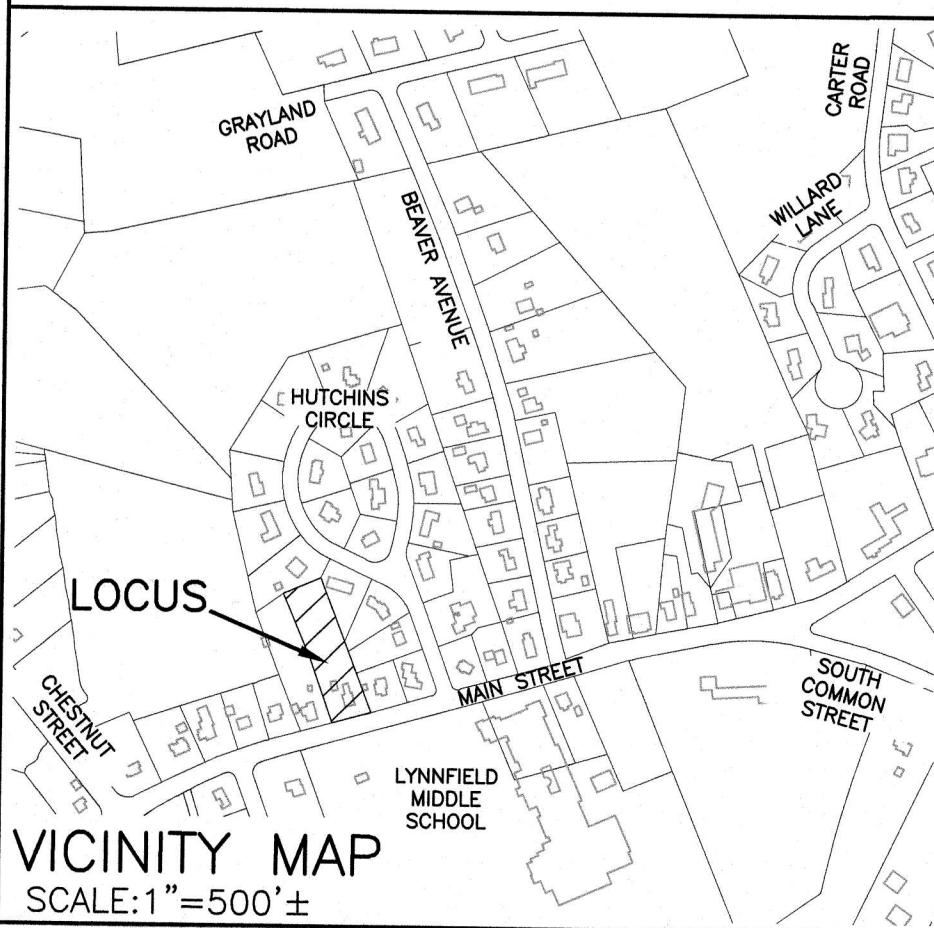 CARTER
ROAD
GRAYLAND
ROAD
WILLARD
LANE
BEAVER AVENUE
HUTCHINS
CIRCLE
LOCUS
MAIN STREET
SOUTH
COMMON
STREET
CHESTNUT
STREET
LYNNFIELD
MIDDLE
SCHOOL
VICINITY MAP
SCALE:1"=500'±